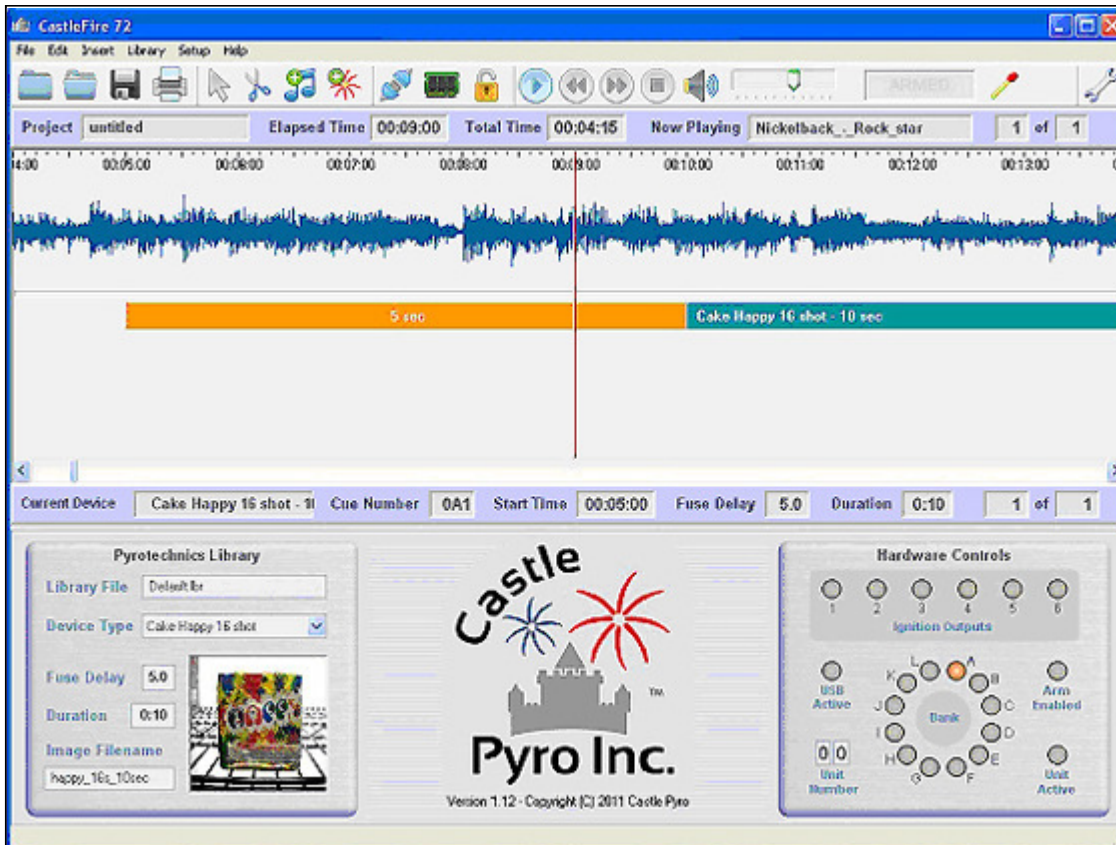 CastleFire 72
File Edit Insert Library Setup Help
ARMED
Project untitled Elapsed Time 00:09:00 Total Time 00:04:15 Now Playing Nickelback_-_Rock_star 1 of 1
4:00 00:05:00 00:06:00 00:07:00 00:08:00 00:09:00 00:10:00 00:11:00 00:12:00 00:13:00
5 sec Cake Happy 16 shot - 10 sec
Current Device Cake Happy 16 shot - 1 Cue Number 0A1 Start Time 00:05:00 Fuse Delay 5.0 Duration 0:10 1 of 1
Pyrotechnics Library
Library File Default.lbr
Device Type Cake Happy 16 shot
Fuse Delay 5.0
Duration 0:10
Image Filename
happy_16s_10sec
HAPPY
Castle
TM
Pyro Inc.
Version 1.12 - Copyright (C) 2011 Castle Pyro
Hardware Controls
1 2 3 4 5 6
Ignition Outputs
USB Active
Arm Enabled
L A
K B
J C
Bank
I D
H E
G F
0 0
Unit Number
Unit Active